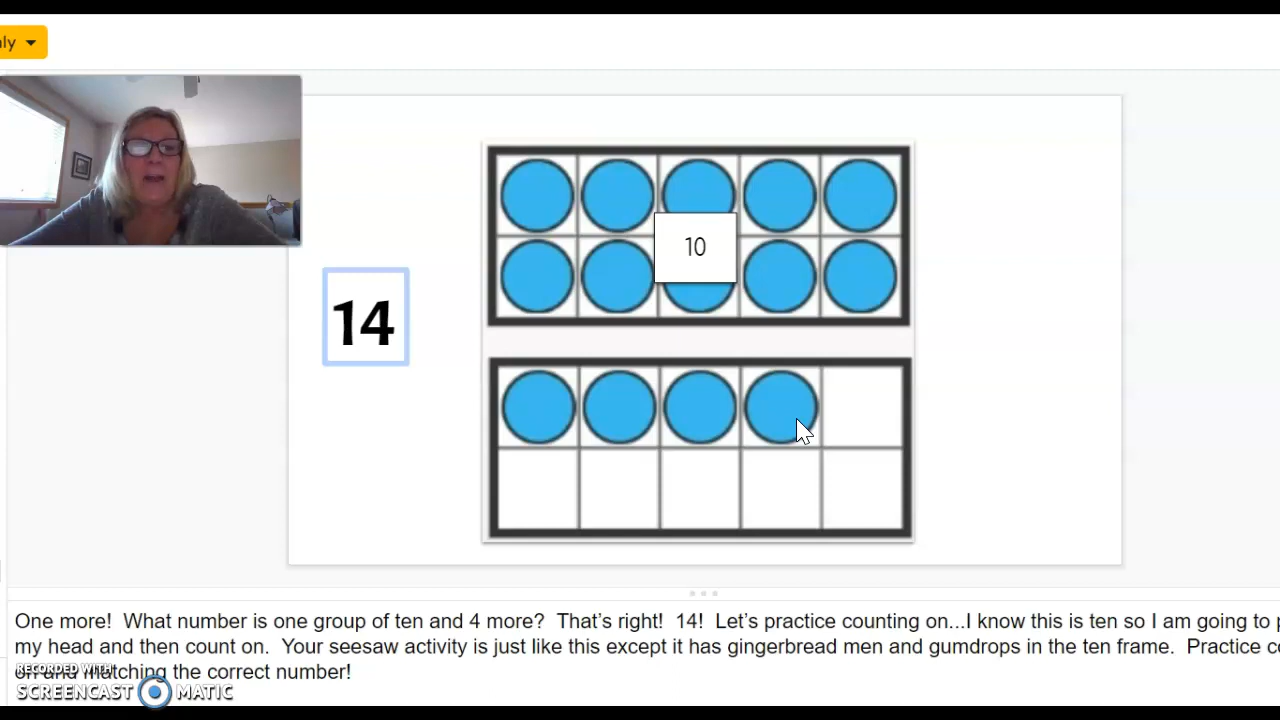 ly
10
14
One more! What number is one group of ten and 4 more? That's right! 14! Let's practice counting on...I know this is ten so I am going to p
my head and then count on. Your seesaw activity is just like this except it has gingerbread men and gumdrops in the ten frame. Practice co
on and matching the correct number!
RECORDED WITH
SCREENCAST MATIC